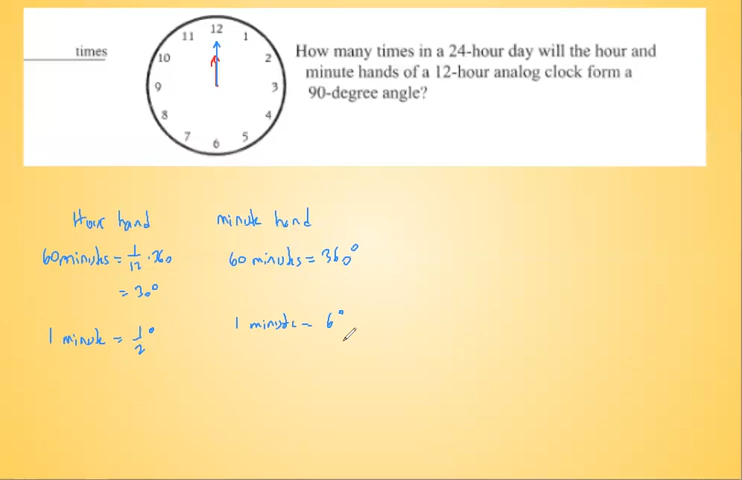 ____ times
12
11
1
10
2
9
3
8
4
7
5
6
How many times in a 24-hour day will the hour and
minute hands of a 12-hour analog clock form a
90-degree angle?
Hour hand
minute hand
60 minutes = 1/12 · 360
60 minutes = 360°
= 30°
1 minute = 6°
1 minute = 1/2°